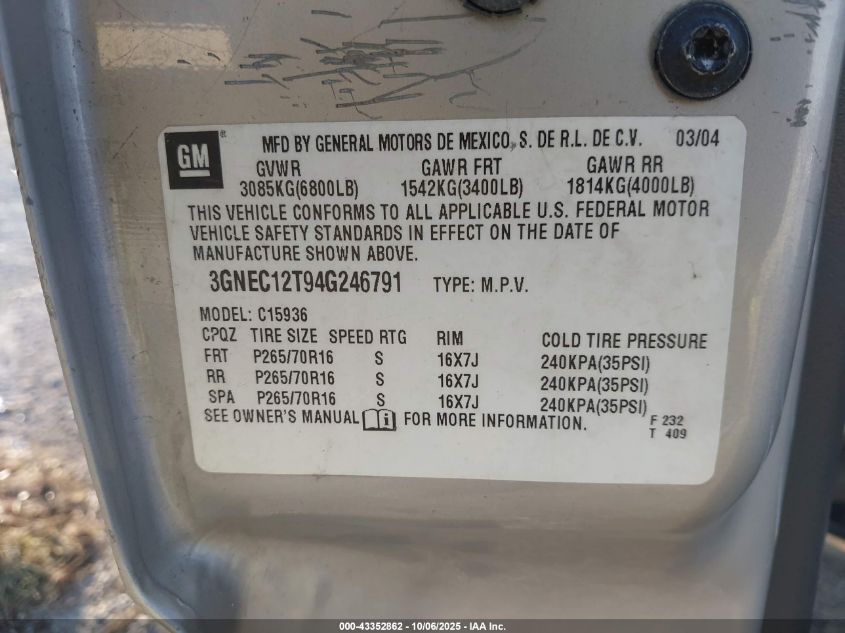 GM® MFD BY GENERAL MOTORS DE MEXICO, S. DE R.L. DE C.V. 03/04
GVWR GAWR FRT GAWR RR
3085KG(6800LB) 1542KG(3400LB) 1814KG(4000LB)
THIS VEHICLE CONFORMS TO ALL APPLICABLE U.S. FEDERAL MOTOR
VEHICLE SAFETY STANDARDS IN EFFECT ON THE DATE OF
MANUFACTURE SHOWN ABOVE.
3GNEC12T94G246791 TYPE: M.P.V.
MODEL: C15936
CPQZ TIRE SIZE SPEED RTG RIM COLD TIRE PRESSURE
FRT P265/70R16 S 16X7J 240KPA(35PSI)
RR P265/70R16 S 16X7J 240KPA(35PSI)
SPA P265/70R16 S 16X7J 240KPA(35PSI)
SEE OWNER'S MANUAL i FOR MORE INFORMATION. F 232
T 409
000-43352862 - 10/06/2025 - IAA Inc.